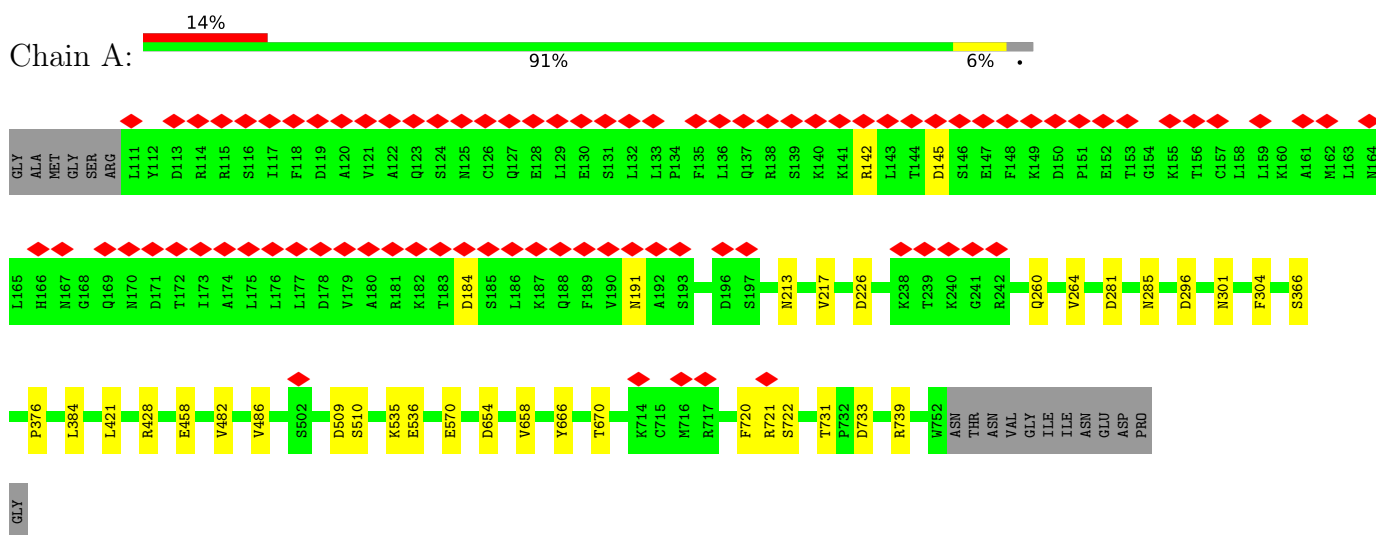 14%
Chain A:
91% 6% •
GLY ALA MET GLY SER ARG L111 Y112 D113 R114 R115 S116 I117 F118 D119 A120 V121 A122 Q123 S124 N125 C126 Q127 E128 L129 E130 S131 L132 L133 P134 F135 L136 Q137 R138 S139 K140 K141 R142 L143 T144 D145 S146 E147 F148 K149 D150 P151 E152 T153 G154 K155 T156 C157 L158 L159 K160 A161 M162 L163 N164
L165 H166 N167 G168 Q169 N170 D171 T172 I173 A174 L175 L176 L177 D178 V179 A180 R181 K182 T183 D184 S185 L186 K187 Q188 F189 V190 N191 A192 S193 D196 S197 N213 V217 D226 K238 T239 K240 G241 R242 Q260 V264 D281 N285 D296 N301 F304 S366
P376 L384 L421 R428 E458 V482 V486 S502 D509 S510 K535 E536 E570 D654 V658 Y666 T670 K714 C715 M716 R717 F720 R721 S722 T731 P732 D733 R739 W752 ASN THR ASN VAL GLY ILE ILE ASN GLU ASP PRO
GLY